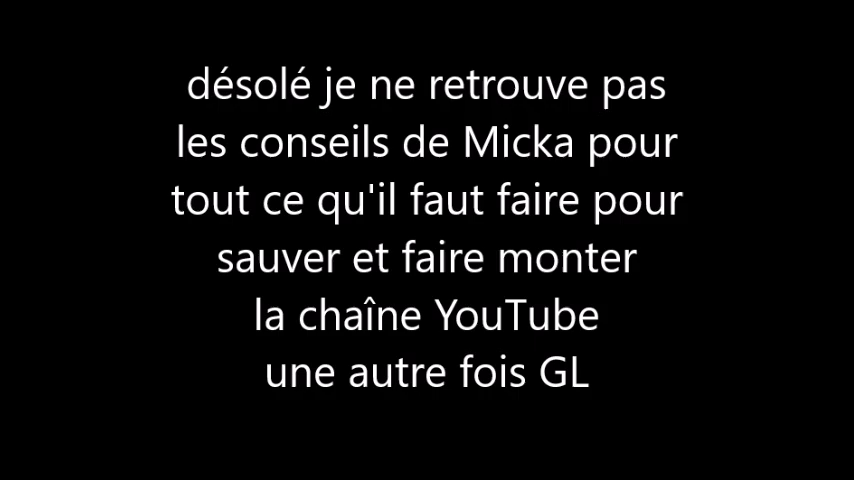 désolé je ne retrouve pas
les conseils de Micka pour
tout ce qu'il faut faire pour
sauver et faire monter
la chaîne YouTube
une autre fois GL